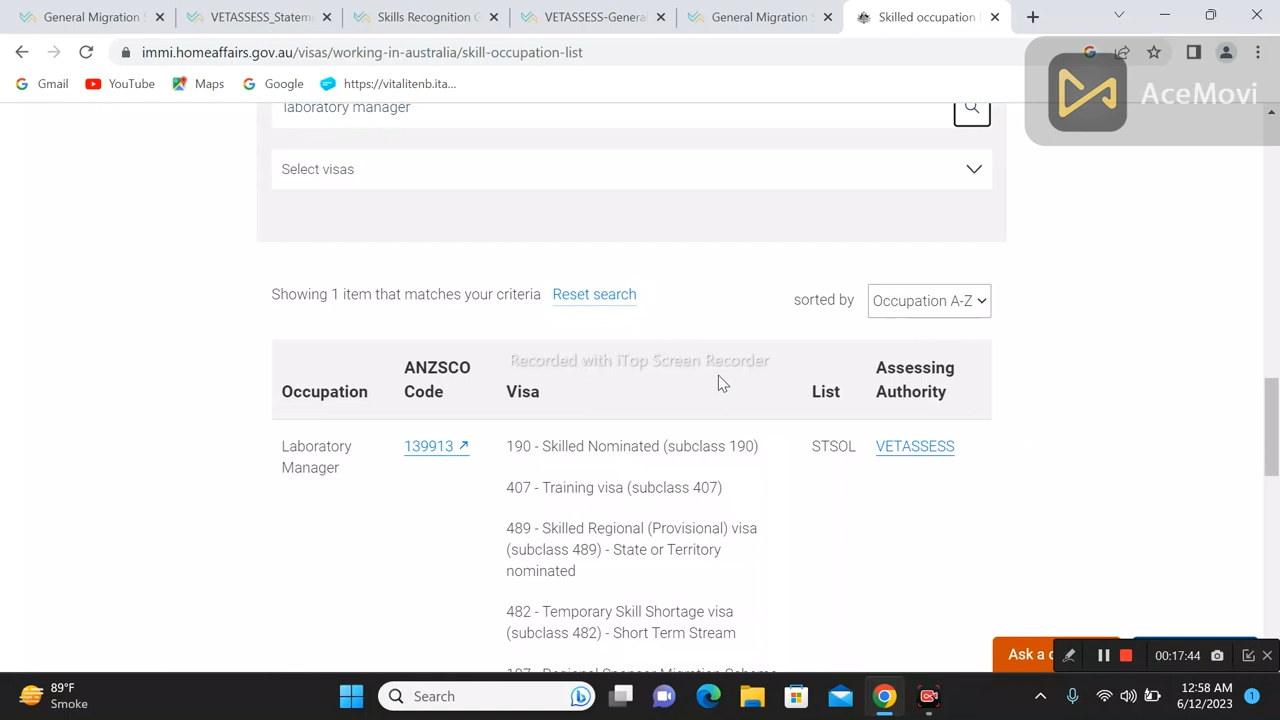 General Migration
VETASSESS_Statem
Skills Recognition
VETASSESS-General
General Migration
Skilled occupation
immi.homeaffairs.gov.au/visas/working-in-australia/skill-occupation-list
Gmail
YouTube
Maps
Google
https://vitalitenb.ita...
AceMovi
laboratory manager
Select visas
Showing 1 item that matches your criteria Reset search
sorted by Occupation A-Z
Recorded with iTop Screen Recorder
Occupation
ANZSCO Code
Visa
List
Assessing Authority
Laboratory Manager
139913
190 - Skilled Nominated (subclass 190)
STSOL
VETASSESS
407 - Training visa (subclass 407)
489 - Skilled Regional (Provisional) visa
(subclass 489) - State or Territory
nominated
482 - Temporary Skill Shortage visa
(subclass 482) - Short Term Stream
Ask a
00:17:44
89°F
Smoke
Search
12:58 AM
6/12/2023
1